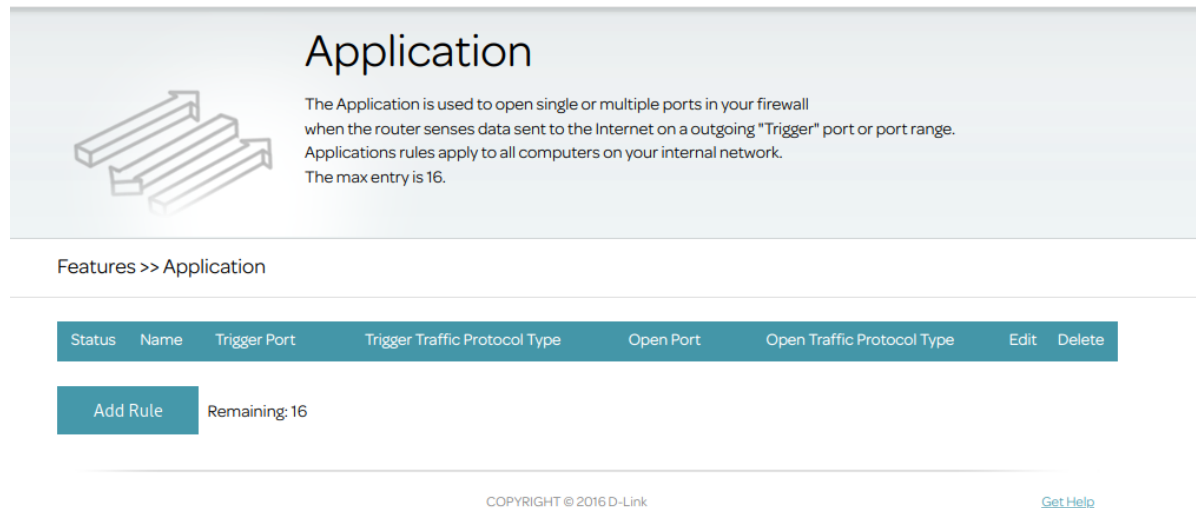 Application
The Application is used to open single or multiple ports in your firewall
when the router senses data sent to the Internet on a outgoing "Trigger" port or port range.
Applications rules apply to all computers on your internal network.
The max entry is 16.
Features >> Application
Status Name Trigger Port Trigger Traffic Protocol Type Open Port Open Traffic Protocol Type Edit Delete
Add Rule Remaining: 16
COPYRIGHT © 2016 D-Link Get Help